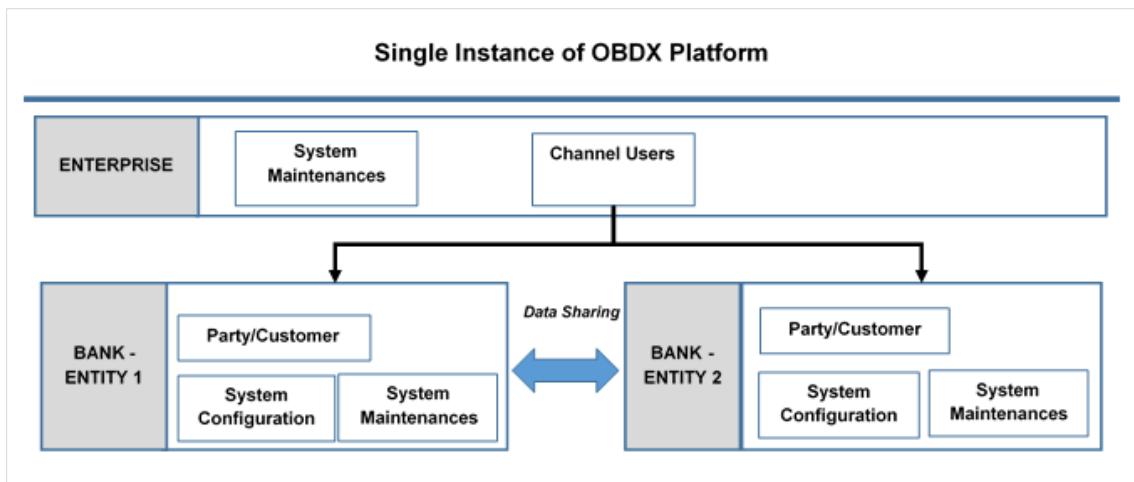 Single Instance of OBDX Platform
ENTERPRISE
System
Maintenances
Channel Users
Data Sharing
BANK -
ENTITY 1
Party/Customer
System
Configuration
System
Maintenances
BANK -
ENTITY 2
Party/Customer
System
Configuration
System
Maintenances